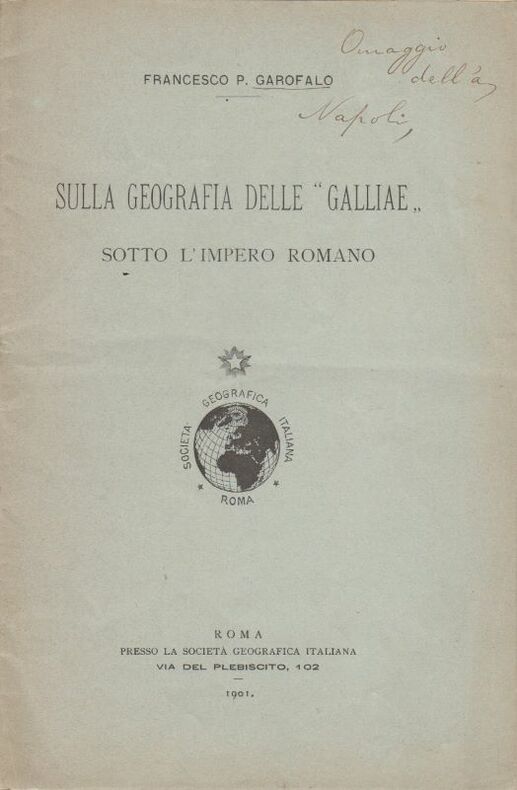 Omaggio
dell'a,
Napoli,
FRANCESCO P. GAROFALO
SULLA GEOGRAFIA DELLE “GALLIAE„
SOTTO L'IMPERO ROMANO
SOCIETÀ GEOGRAFICA ITALIANA
ROMA
ROMA
PRESSO LA SOCIETÀ GEOGRAFICA ITALIANA
VIA DEL PLEBISCITO, 102
1901.